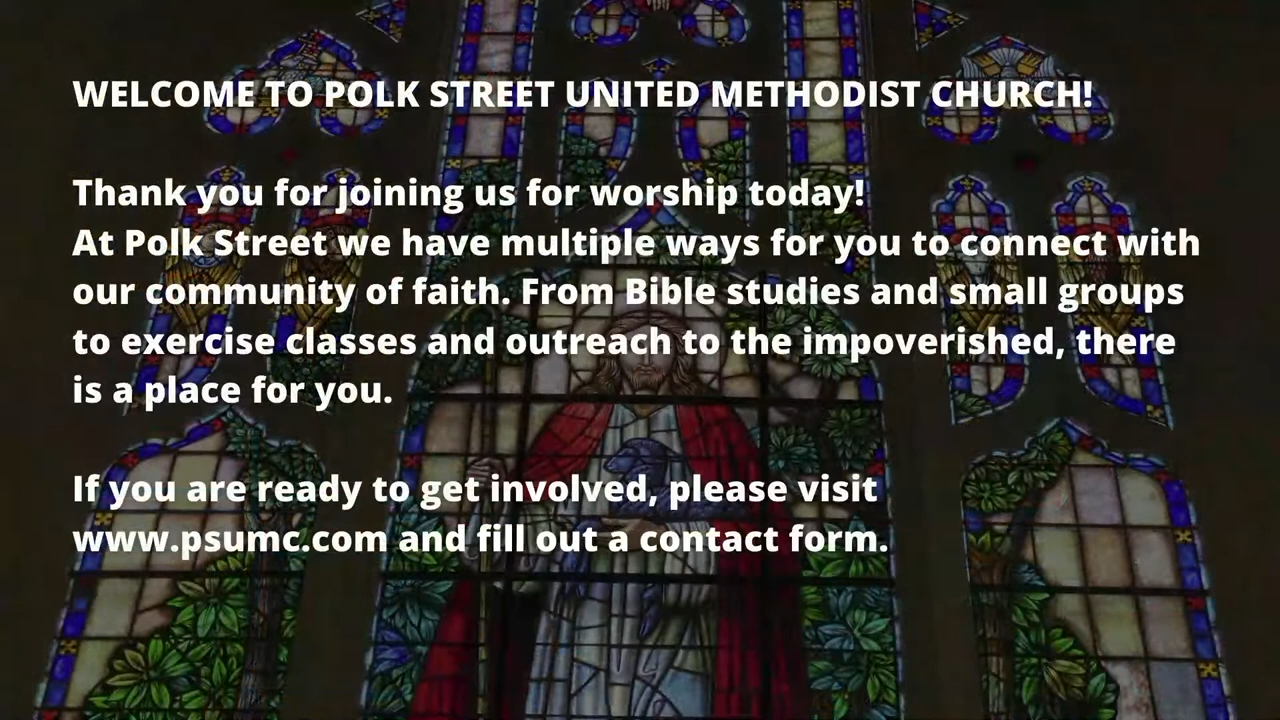 WELCOME TO POLK STREET UNITED METHODIST CHURCH!
Thank you for joining us for worship today!
At Polk Street we have multiple ways for you to connect with
our community of faith. From Bible studies and small groups
to exercise classes and outreach to the impoverished, there
is a place for you.
If you are ready to get involved, please visit
www.psumc.com and fill out a contact form.